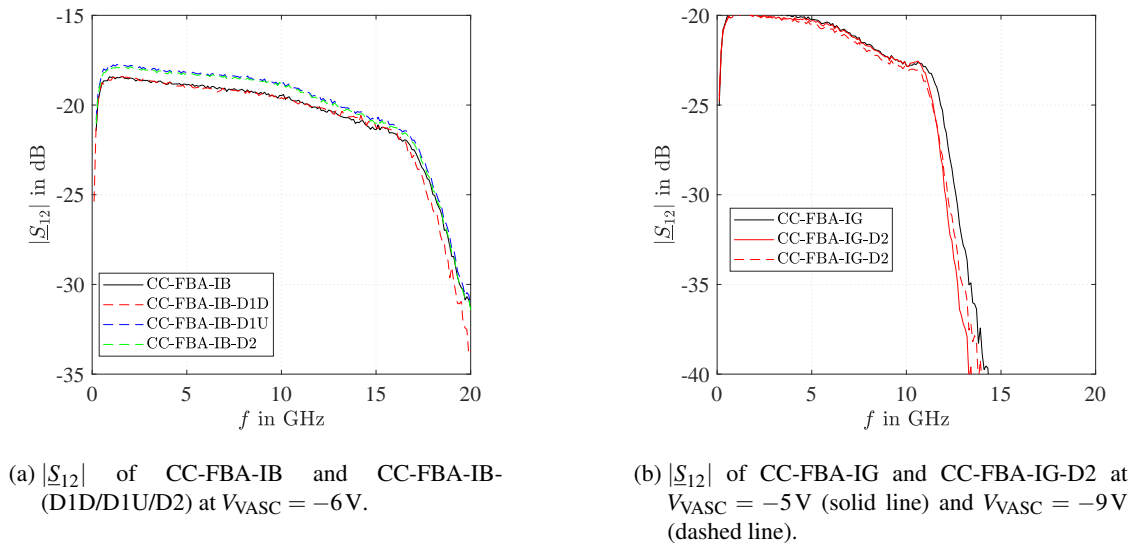 -15
-20
-25
-30
-35
|S12| in dB
CC-FBA-IB
CC-FBA-IB-D1D
CC-FBA-IB-D1U
CC-FBA-IB-D2
0 5 10 15 20
f in GHz
(a) |S12| of CC-FBA-IB and CC-FBA-IB-
(D1D/D1U/D2) at VVASC = −6 V.
-20
-25
-30
-35
-40
|S12| in dB
CC-FBA-IG
CC-FBA-IG-D2
CC-FBA-IG-D2
0 5 10 15 20
f in GHz
(b) |S12| of CC-FBA-IG and CC-FBA-IG-D2 at
VVASC = −5 V (solid line) and VVASC = −9 V
(dashed line).